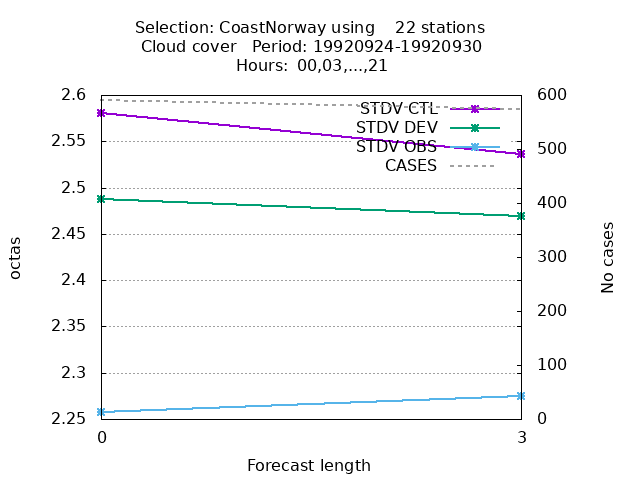 Selection: CoastNorway using    22 stations
Cloud cover   Period: 19920924-19920930
Hours: 00,03,...,21
2.6
2.55
2.5
2.45
2.4
2.35
2.3
2.25
600
500
400
300
200
100
0
STDV CTL
STDV DEV
STDV OBS
CASES
octas
No cases
0
3
Forecast length